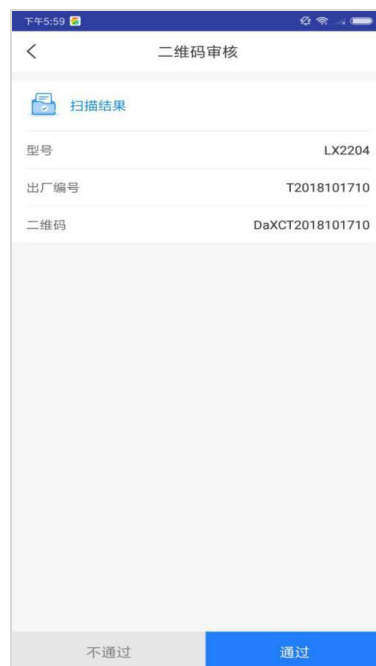 下午5:59
二维码审核
扫描结果
型号 LX2204
出厂编号 T2018101710
二维码 DaXCT2018101710
不通过 通过